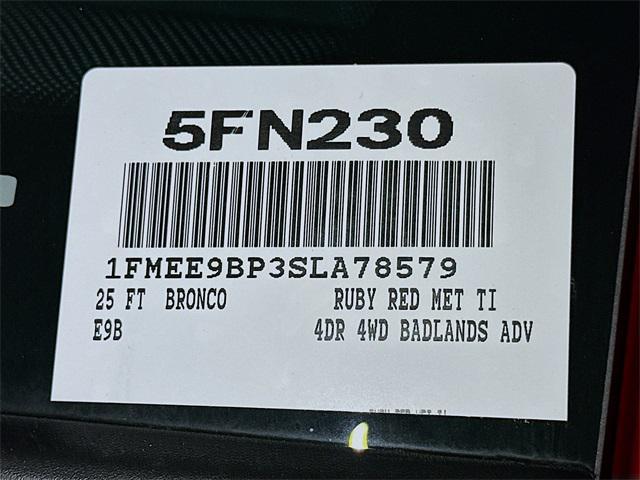 5FN230
1FMEE9BP3SLA78579
25 FT BRONCO RUBY RED MET TI
E9B 4DR 4WD BADLANDS ADV